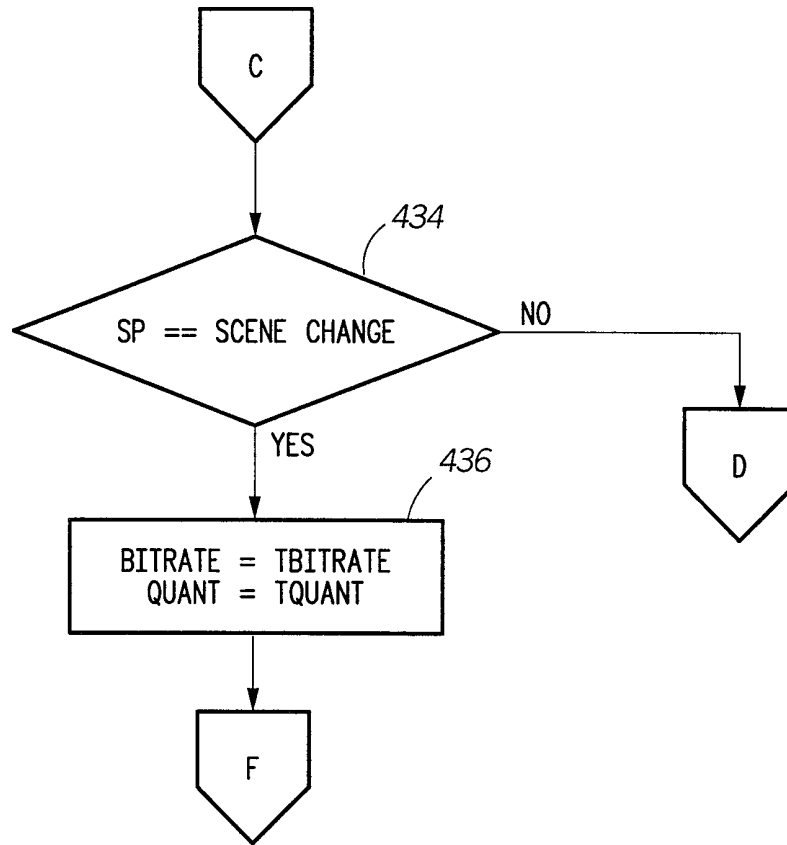 C
434
SP == SCENE CHANGE
NO
YES
D
436
BITRATE = TBITRATE
QUANT = TQUANT
F